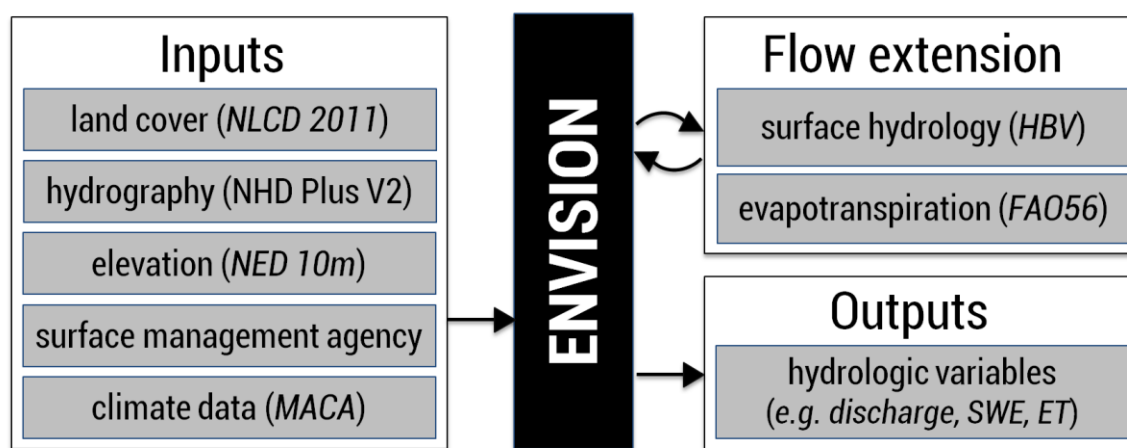 Inputs
land cover (NLCD 2011)
hydrography (NHD Plus V2)
elevation (NED 10m)
surface management agency
climate data (MACA)
ENVISION
Flow extension
surface hydrology (HBV)
evapotranspiration (FAO56)
Outputs
hydrologic variables
(e.g. discharge, SWE, ET)